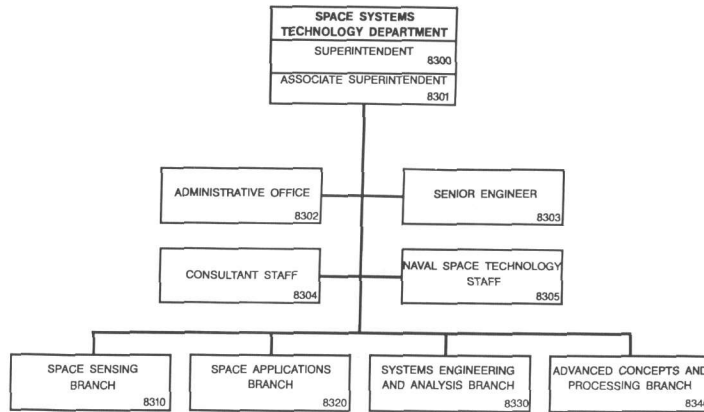 SPACE SYSTEMS
TECHNOLOGY DEPARTMENT
SUPERINTENDENT
8300
ASSOCIATE SUPERINTENDENT
8301
ADMINISTRATIVE OFFICE
8302
SENIOR ENGINEER
8303
CONSULTANT STAFF
8304
NAVAL SPACE TECHNOLOGY
STAFF
8305
SPACE SENSING
BRANCH
8310
SPACE APPLICATIONS
BRANCH
8320
SYSTEMS ENGINEERING
AND ANALYSIS BRANCH
8330
ADVANCED CONCEPTS AND
PROCESSING BRANCH